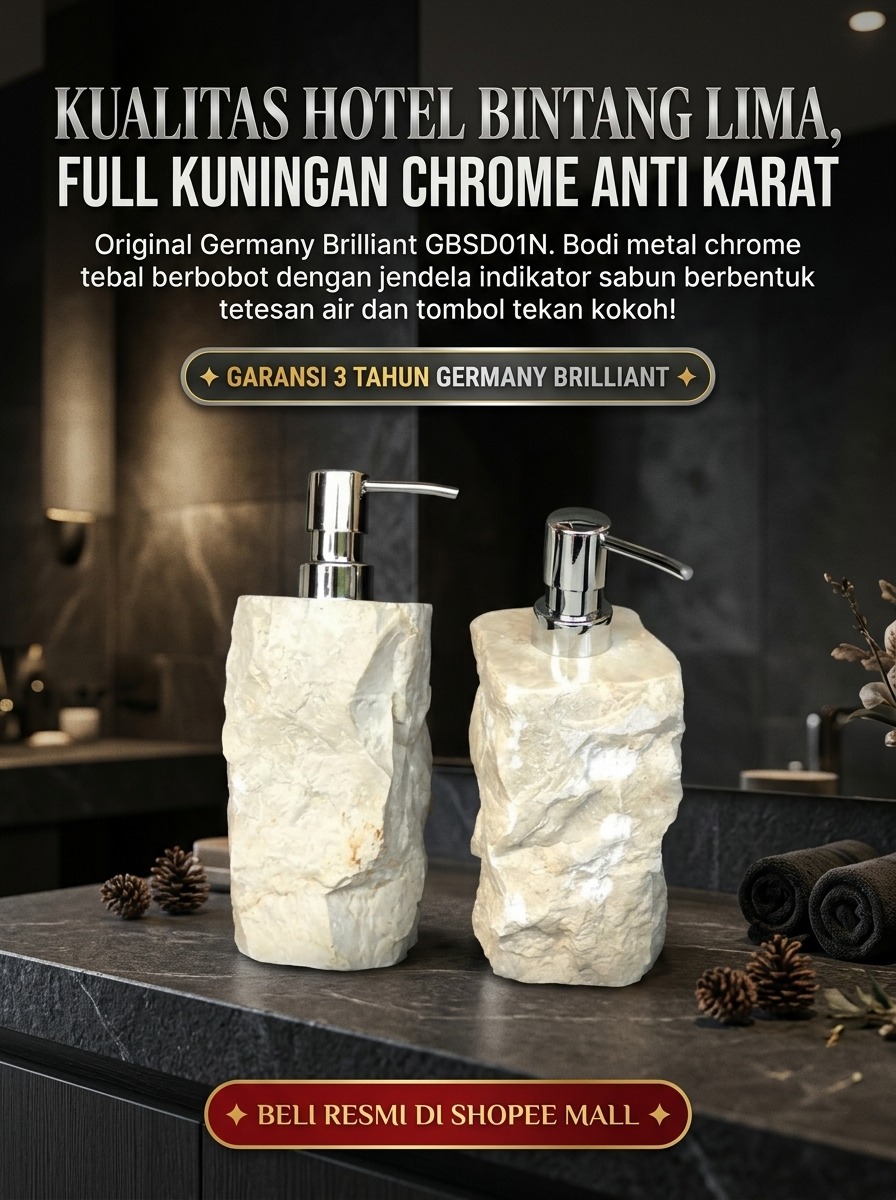 KUALITAS HOTEL BINTANG LIMA,
FULL KUNINGAN CHROME ANTI KARAT
Original Germany Brilliant GBSD01N. Bodi metal chrome
tebal berbobot dengan jendela indikator sabun berbentuk
tetesan air dan tombol tekan kokoh!
GARANSI 3 TAHUN GERMANY BRILLIANT
BELI RESMI DI SHOPEE MALL